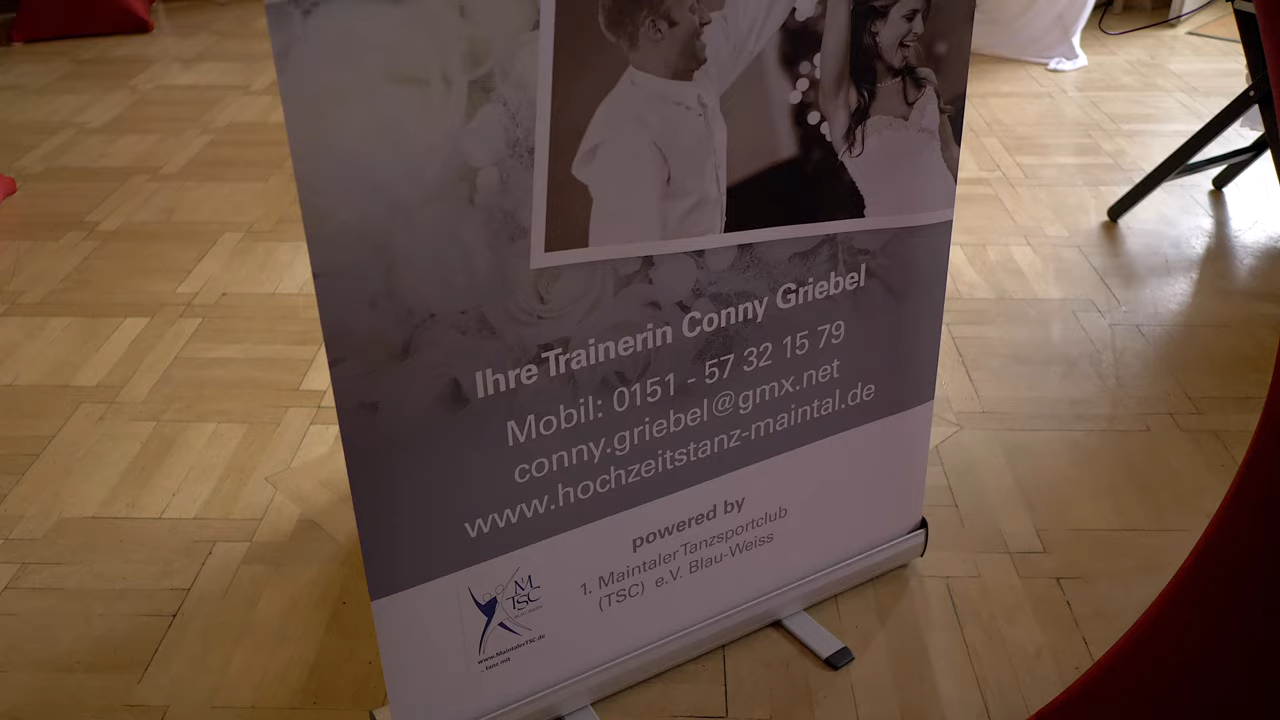 Ihre Trainerin Conny Griebel
Mobil: 0151 - 57 32 15 79
conny.griebel@gmx.net
www.hochzeitstanz-maintal.de
powered by
1. Maintaler Tanzsportclub
(TSC) e.V. Blau-Weiss
TSC
www.MaintalerTSC.de
.. tanz mit